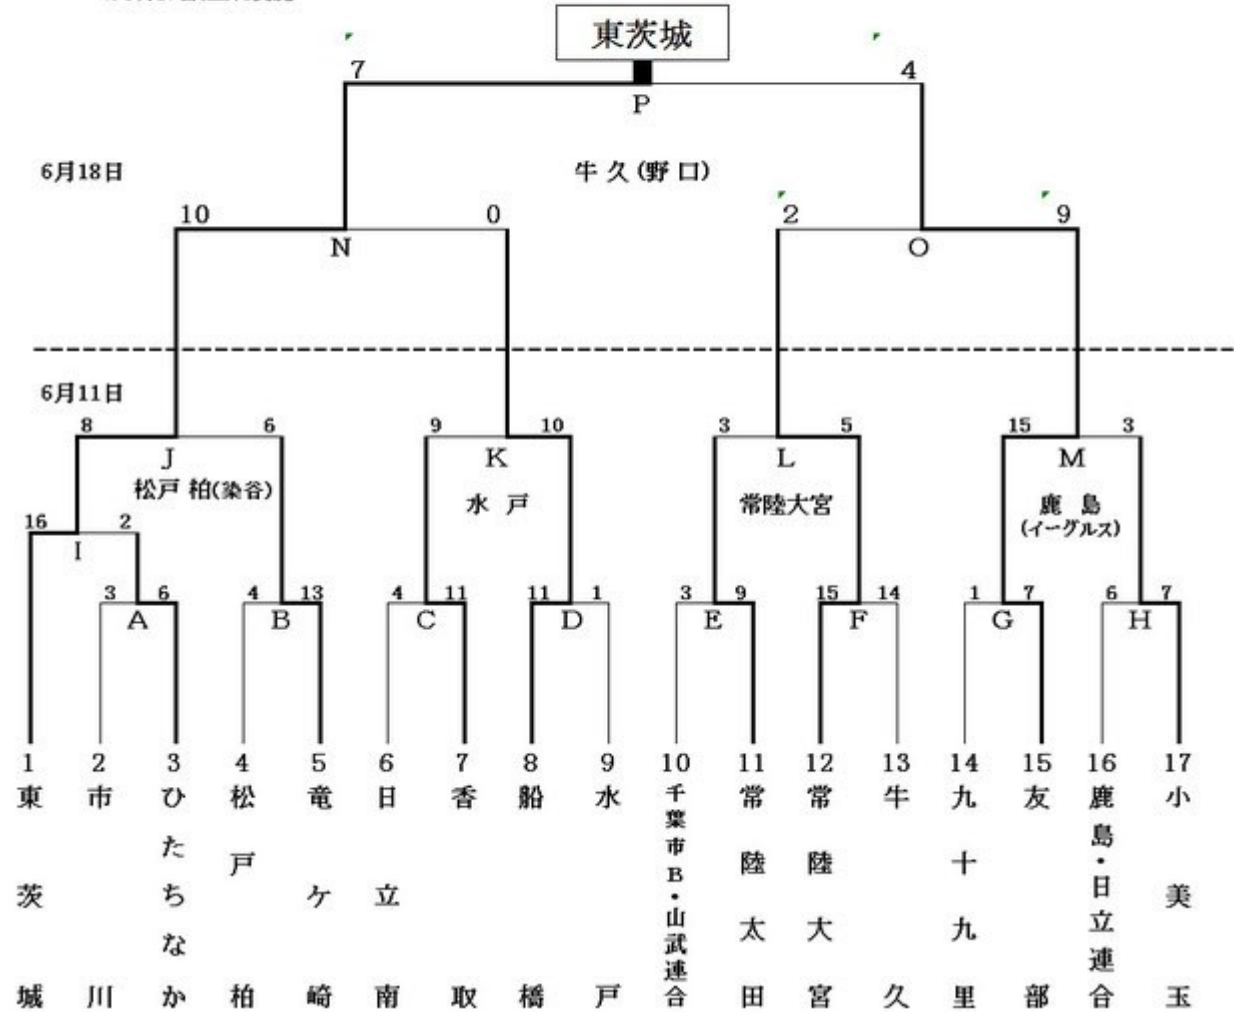 東茨城
7 4
P
6月18日
牛久(野口)
10 0 2 9
N O
6月11日
8 6 9 10 3 5 15 3
J K L M
松戸 柏(染谷) 水 戸 常陸大宮 鹿 島
(イーグルス)
16 2
I
3 6 4 13 4 11 11 1 3 9 15 14 1 7 6 7
A B C D E F G H
1 2 3 4 5 6 7 8 9 10 11 12 13 14 15 16 17
東茨城
市川
ひたちなか
松戸柏
竜ケ崎
日立南
香取
船橋
水戸
千葉市B・山武連合
常陸太田
常陸大宮
牛久
九十九里
友部
鹿島・日立連合
小美玉